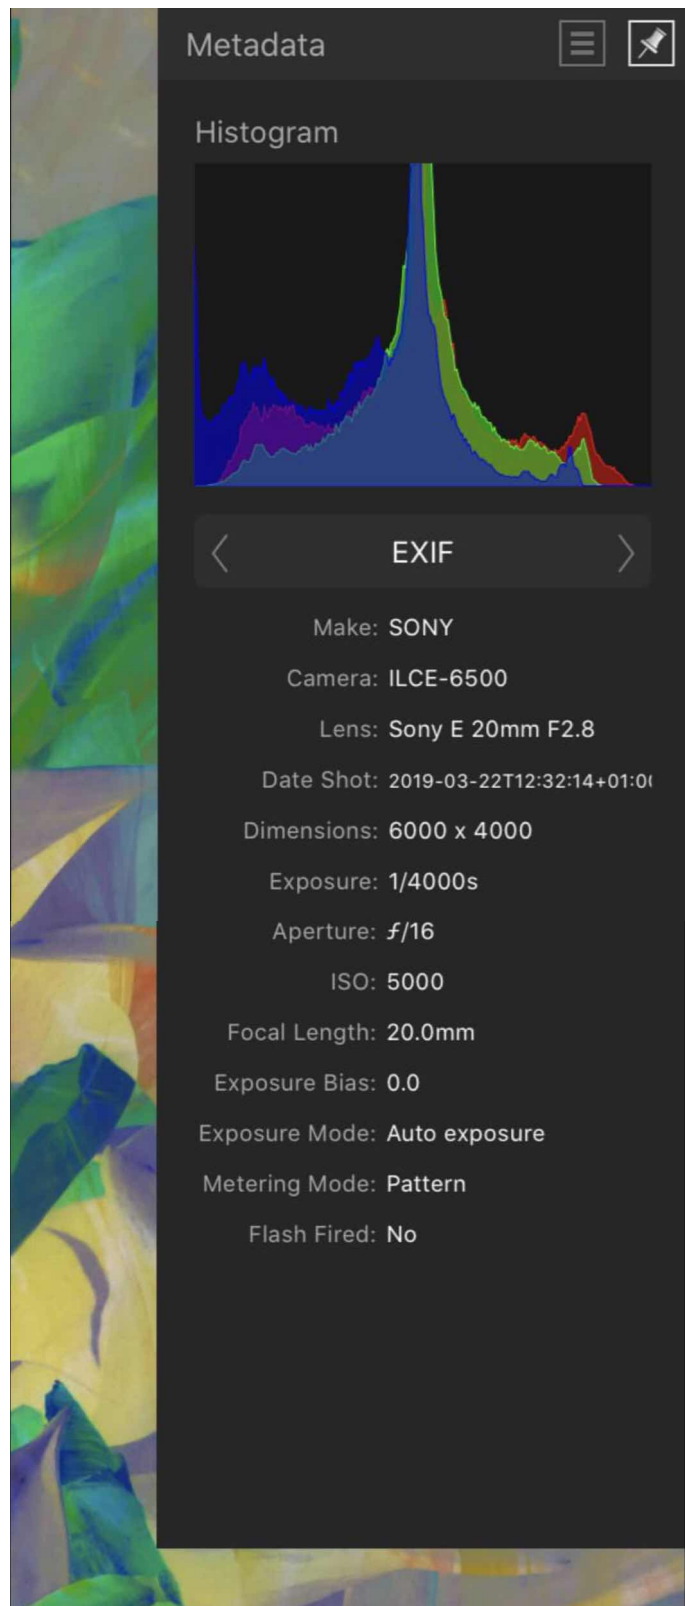 Metadata
Histogram
EXIF
Make: SONY
Camera: ILCE-6500
Lens: Sony E 20mm F2.8
Date Shot: 2019-03-22T12:32:14+01:0
Dimensions: 6000 x 4000
Exposure: 1/4000s
Aperture: ƒ/16
ISO: 5000
Focal Length: 20.0mm
Exposure Bias: 0.0
Exposure Mode: Auto exposure
Metering Mode: Pattern
Flash Fired: No